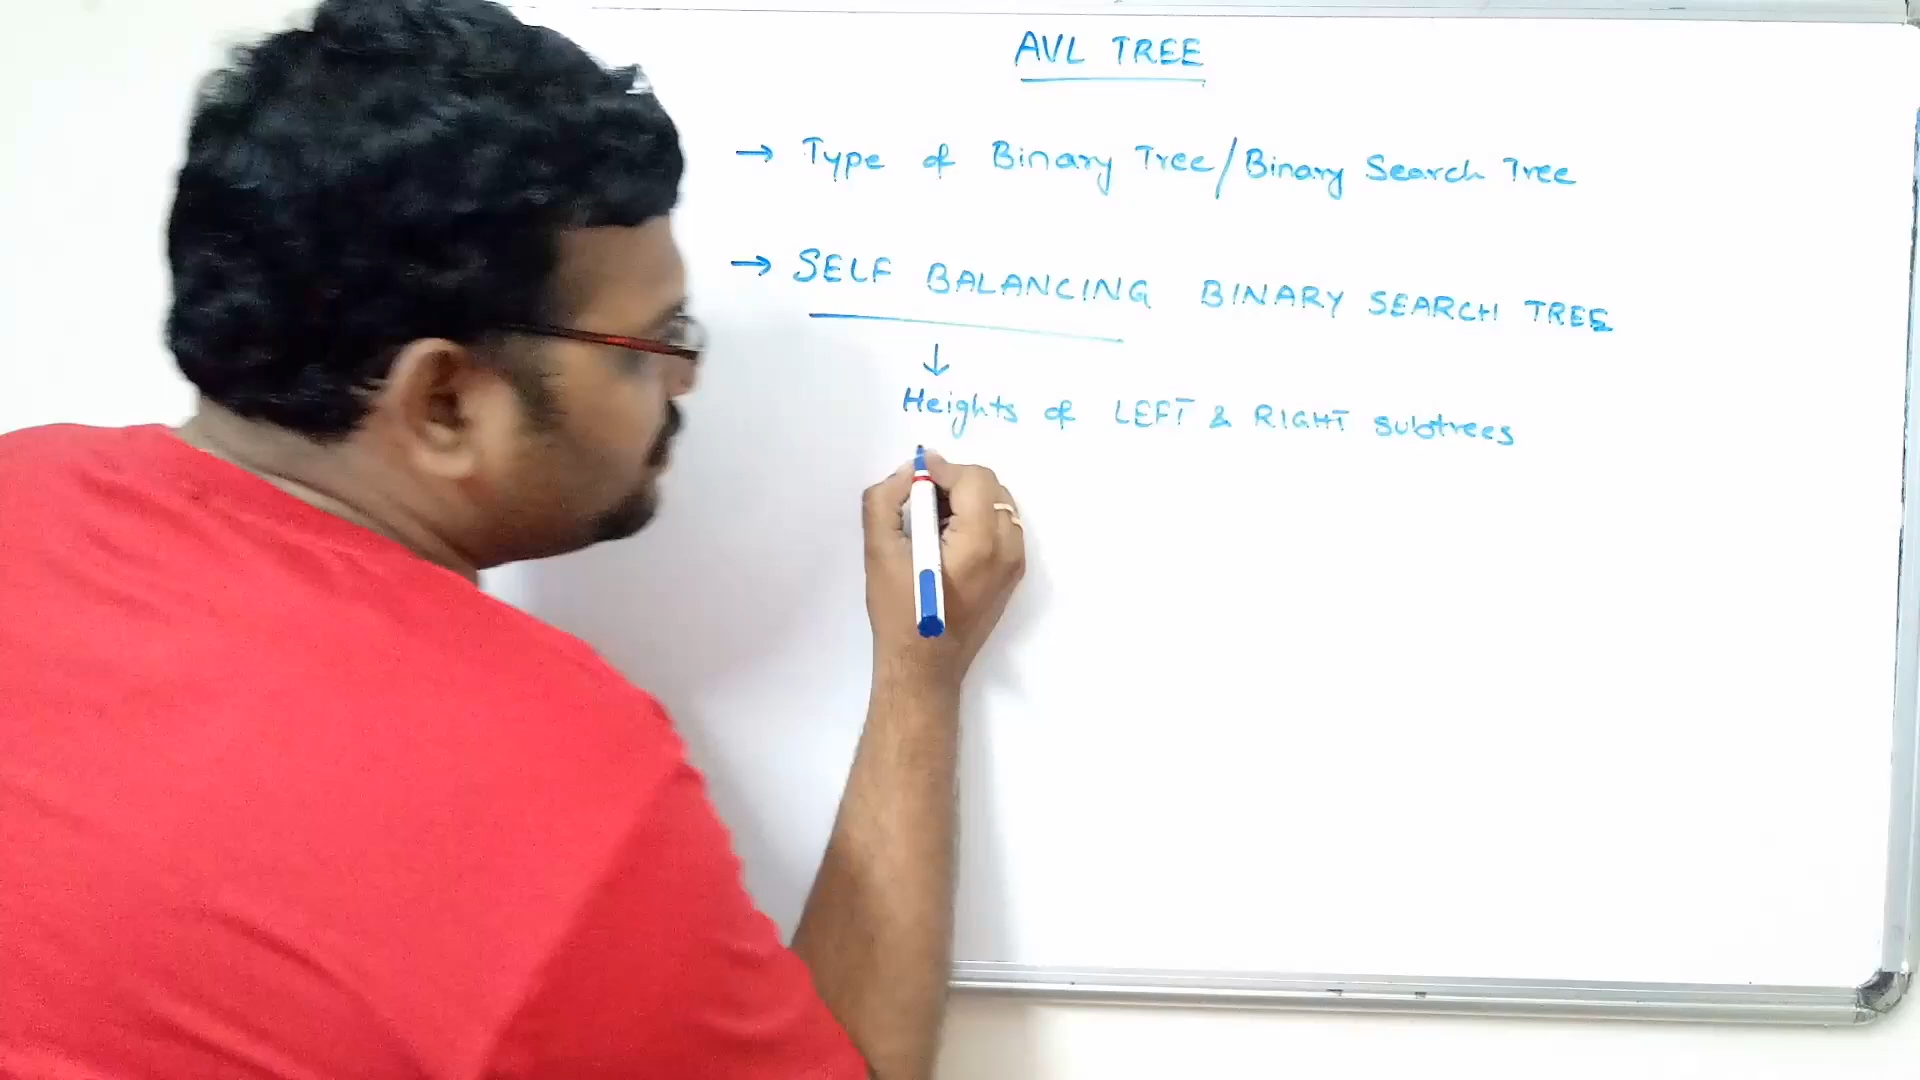 AVL TREE
→ Type of Binary Tree/Binary Search Tree
→ SELF BALANCING BINARY SEARCH TREE
↓
Heights of LEFT & RIGHT subtrees